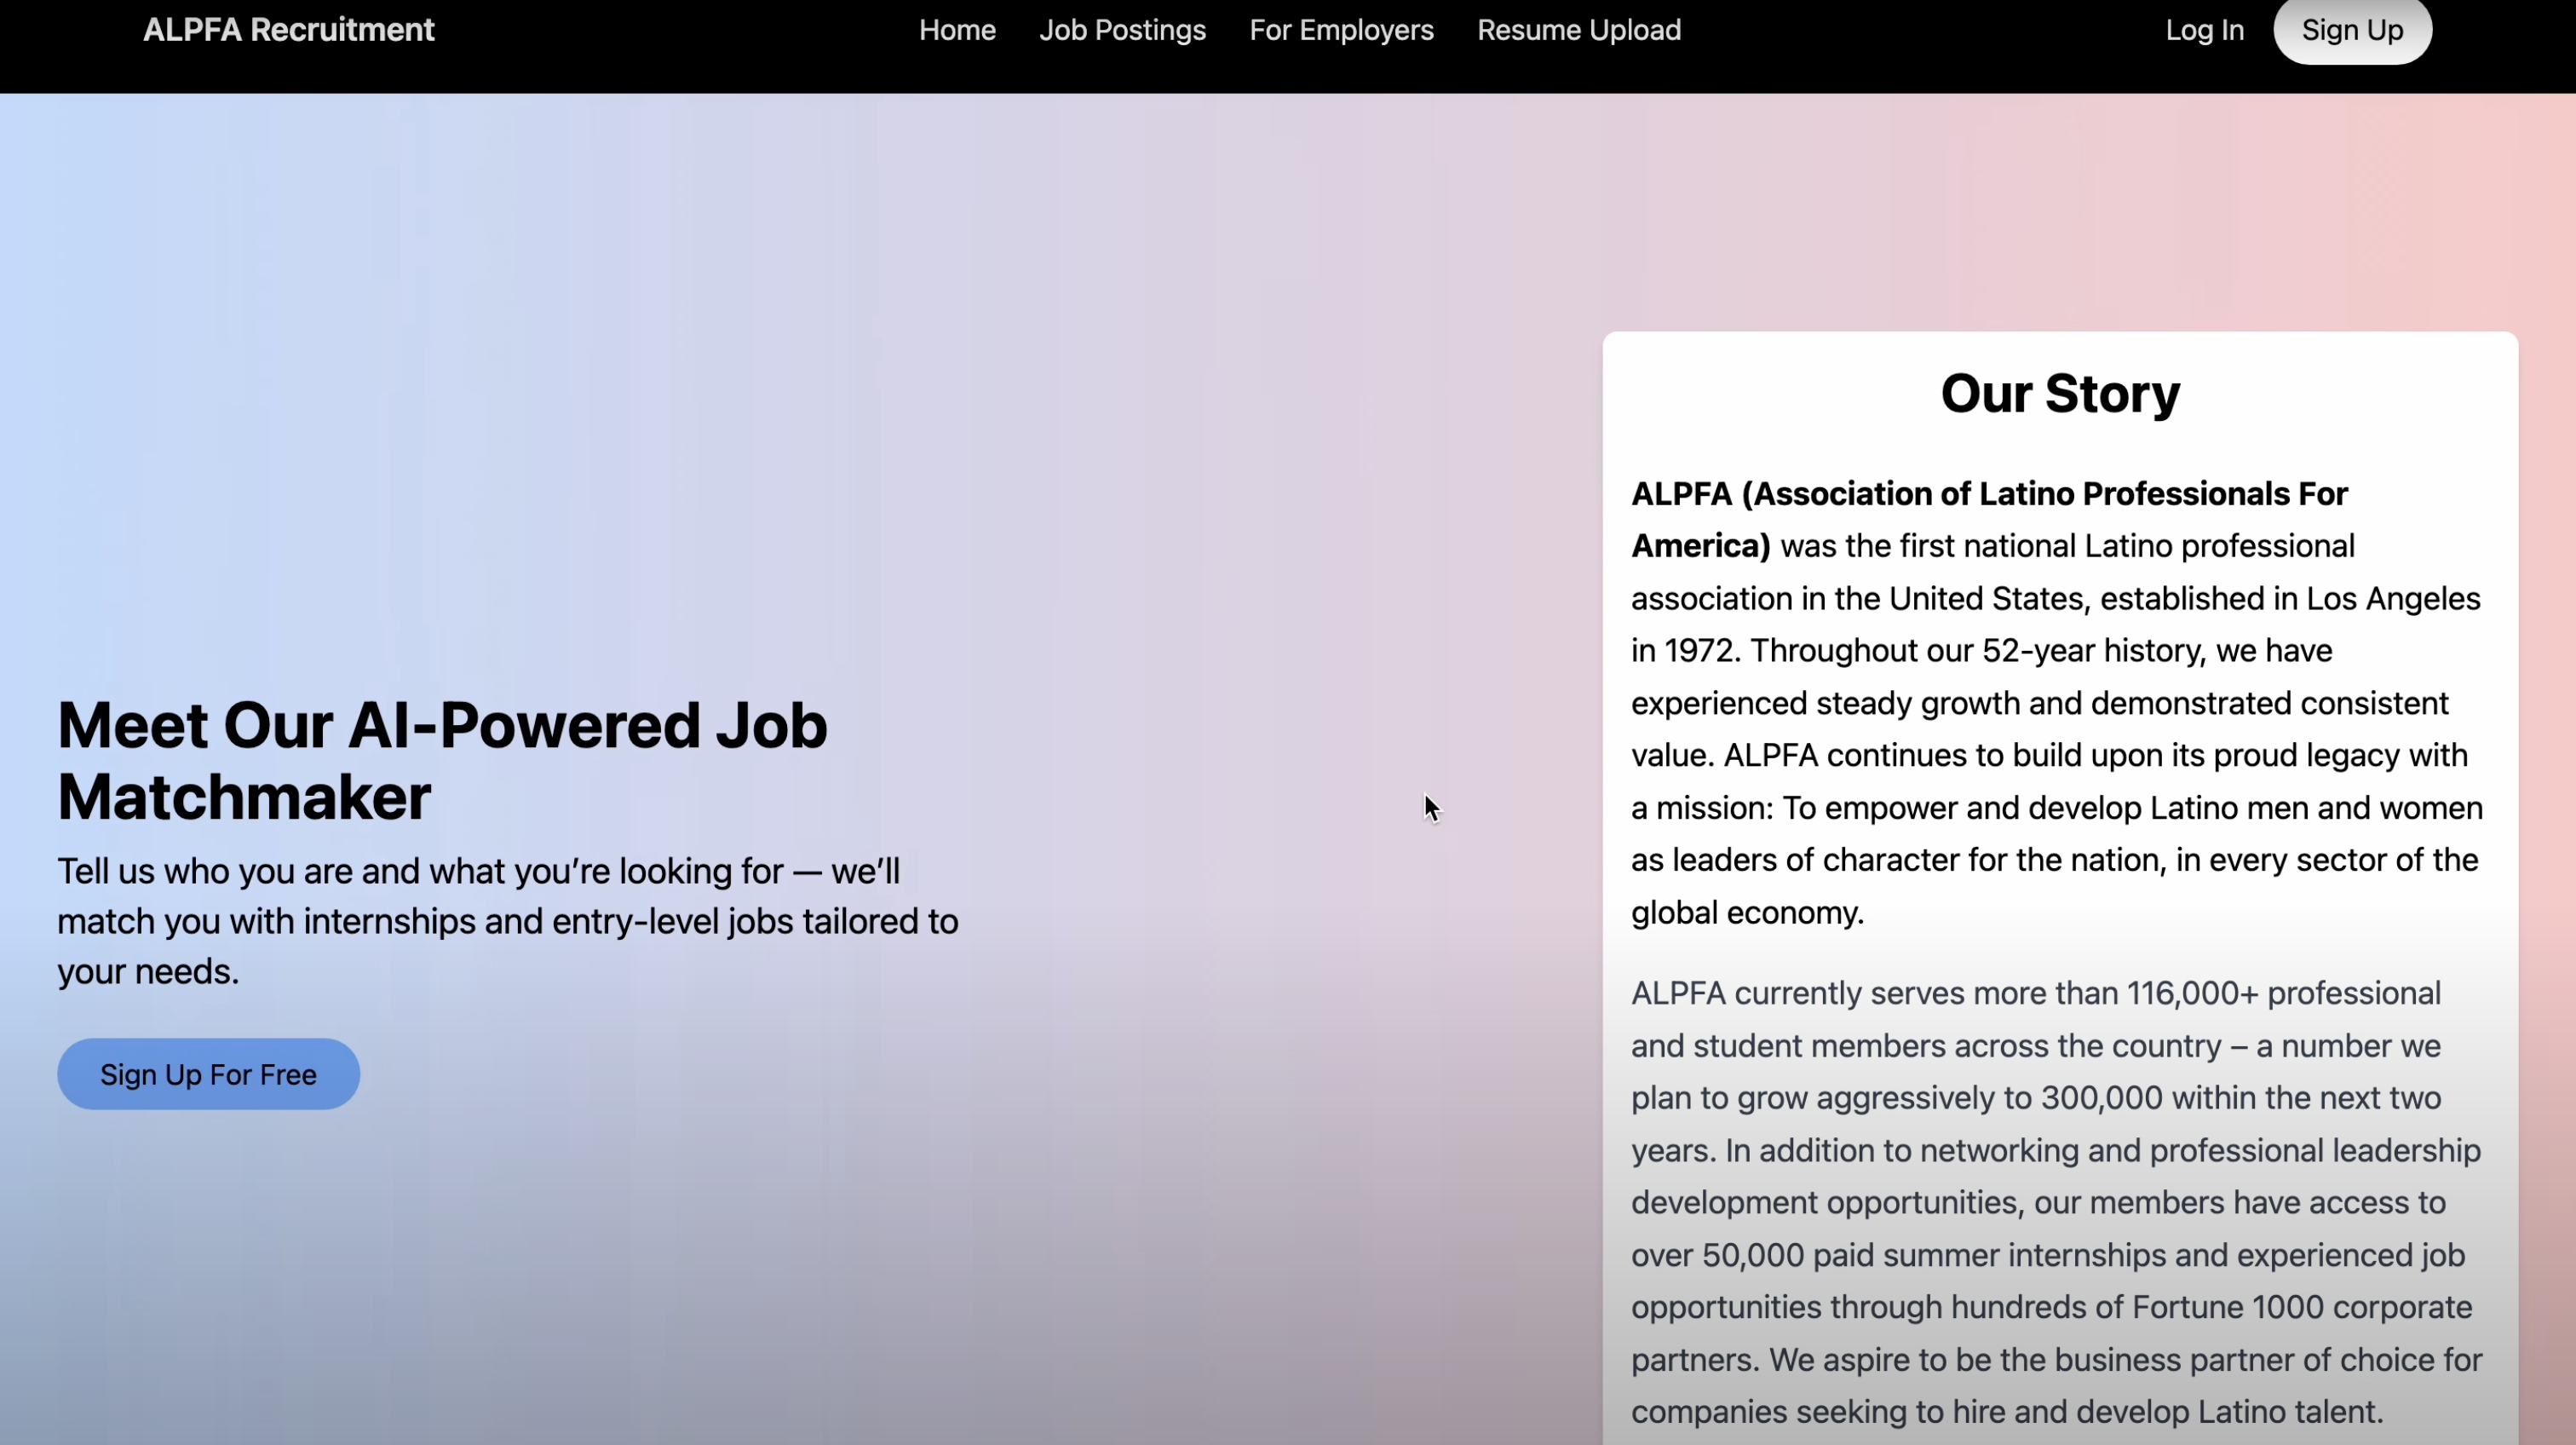 ALPFA Recruitment
Home
Job Postings
For Employers
Resume Upload
Log In
Sign Up
Meet Our AI-Powered Job
Matchmaker
Tell us who you are and what you're looking for — we'll
match you with internships and entry-level jobs tailored to
your needs.
Sign Up For Free
Our Story
ALPFA (Association of Latino Professionals For
America) was the first national Latino professional
association in the United States, established in Los Angeles
in 1972. Throughout our 52-year history, we have
experienced steady growth and demonstrated consistent
value. ALPFA continues to build upon its proud legacy with
a mission: To empower and develop Latino men and women
as leaders of character for the nation, in every sector of the
global economy.
ALPFA currently serves more than 116,000+ professional
and student members across the country – a number we
plan to grow aggressively to 300,000 within the next two
years. In addition to networking and professional leadership
development opportunities, our members have access to
over 50,000 paid summer internships and experienced job
opportunities through hundreds of Fortune 1000 corporate
partners. We aspire to be the business partner of choice for
companies seeking to hire and develop Latino talent.